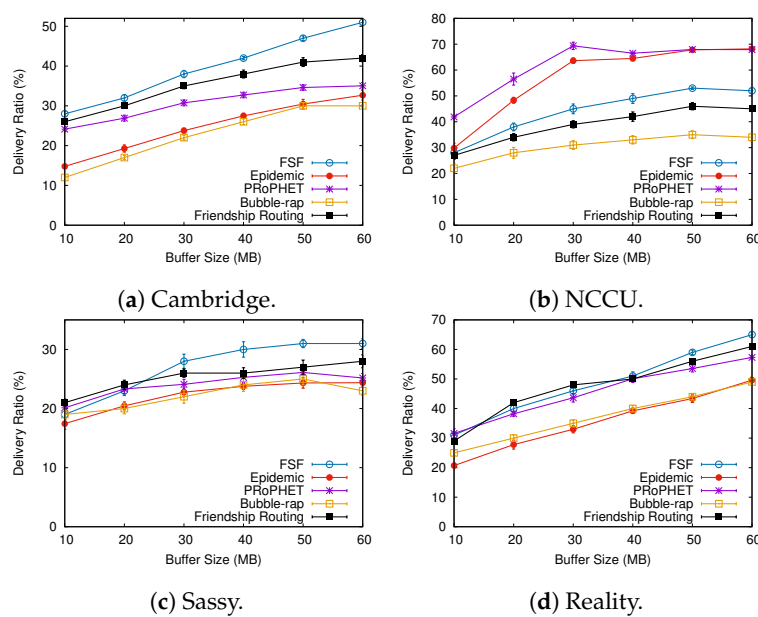 50
40
30
20
10
0
Delivery Ratio (%)
FSF
Epidemic
PRoPHET
Bubble-rap
Friendship Routing
10 20 30 40 50 60
Buffer Size (MB)
(a) Cambridge.
80
70
60
50
40
30
20
10
0
Delivery Ratio (%)
FSF
Epidemic
PRoPHET
Bubble-rap
Friendship Routing
10 20 30 40 50 60
Buffer Size (MB)
(b) NCCU.
30
20
10
0
Delivery Ratio (%)
FSF
Epidemic
PRoPHET
Bubble-rap
Friendship Routing
10 20 30 40 50 60
Buffer Size (MB)
(c) Sassy.
70
60
50
40
30
20
10
0
Delivery Ratio (%)
FSF
Epidemic
PRoPHET
Bubble-rap
Friendship Routing
10 20 30 40 50 60
Buffer Size (MB)
(d) Reality.